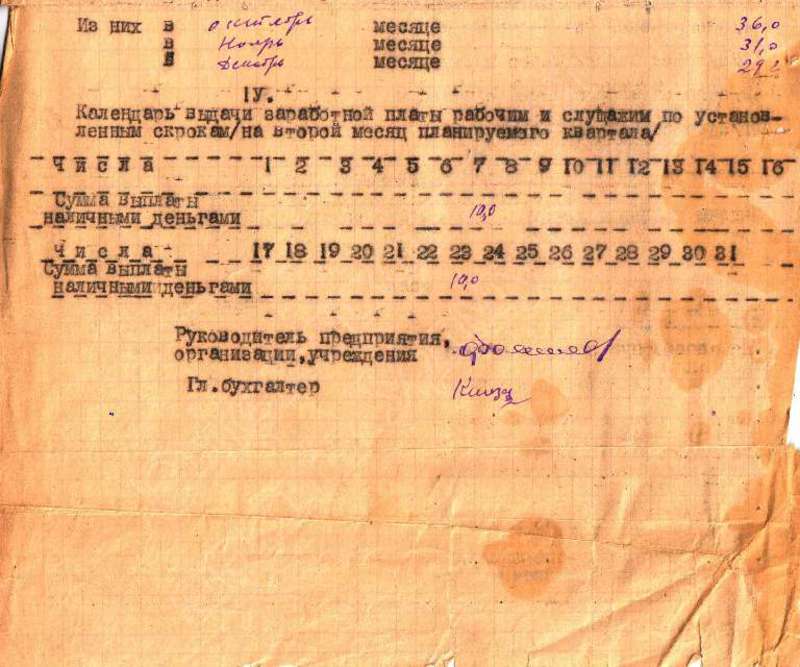 Из них в октябрь месяце 36,0
в Ноярь месяце 31,0
в Декабрь месяце 29
IУ.
Календарь выдачи заработной платы рабочим и служажим по установ-
ленным скрокам/на второй месяц планируемого квартала/
Числа 1 2 3 4 5 6 7 8 9 10 11 12 13 14 15 16
Сумма выплаты
наличными деньгами 10,0
Числа 17 18 19 20 21 22 23 24 25 26 27 28 29 30 31
Сумма выплаты
наличными деньгами 10,0
Руководитель предприятия,
организации, учреждения
Гл. бухгалтер